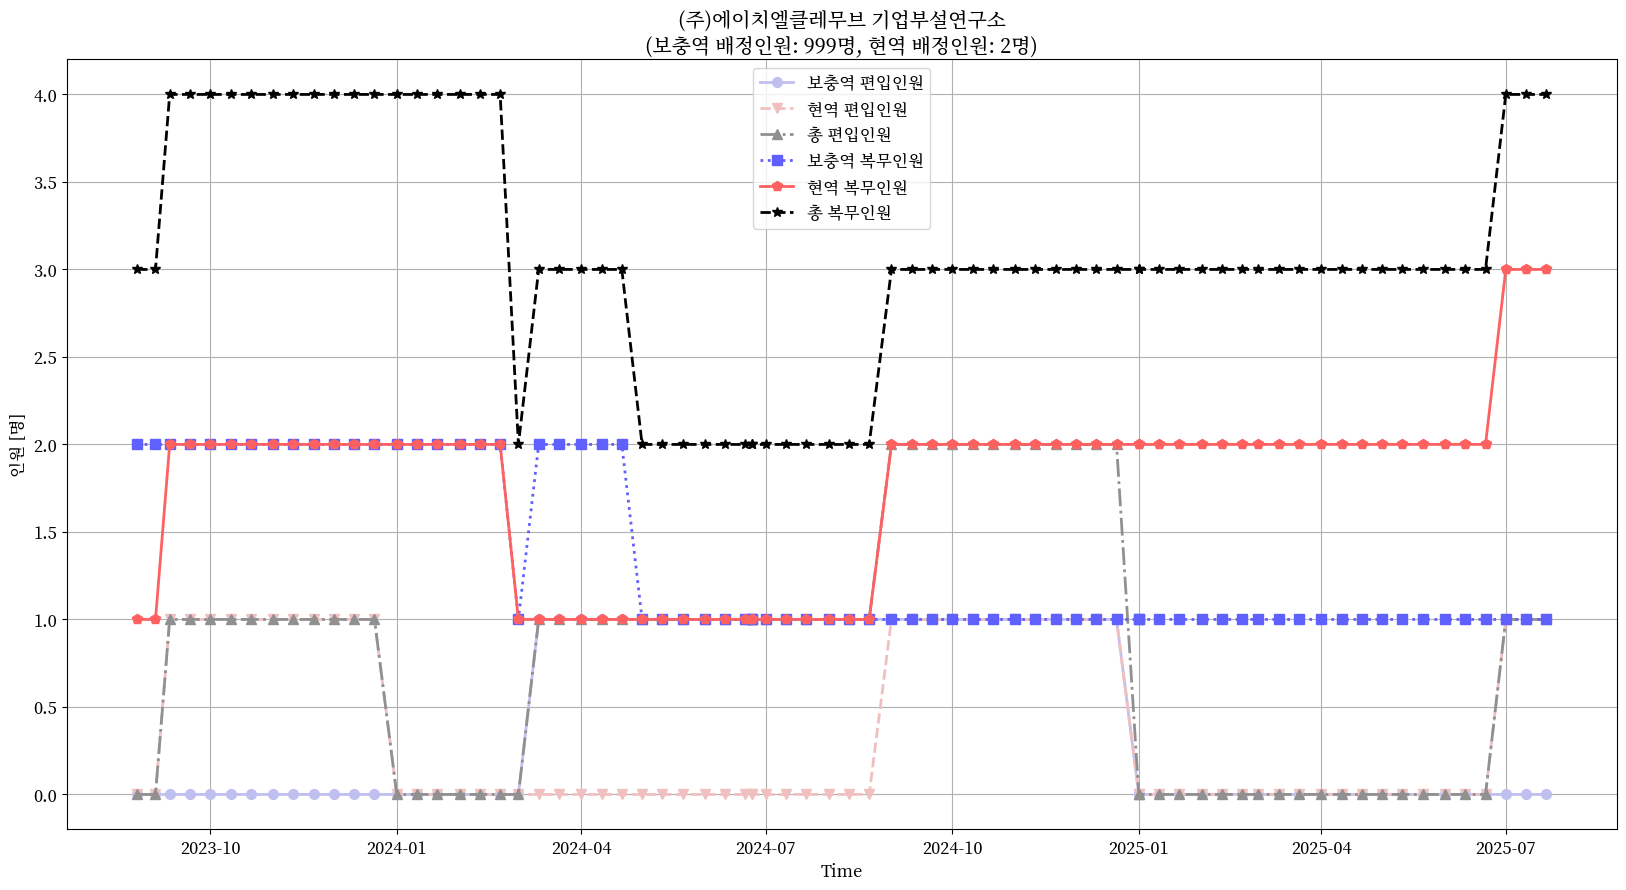 (주)에이치엘클레무브 기업부설연구소
(보충역 배정인원: 999명, 현역 배정인원: 2명)
보충역 편입인원
현역 편입인원
총 편입인원
보충역 복무인원
현역 복무인원
총 복무인원
인원 [명]
4.0
3.5
3.0
2.5
2.0
1.5
1.0
0.5
0.0
2023-10
2024-01
2024-04
2024-07
2024-10
2025-01
2025-04
2025-07
Time